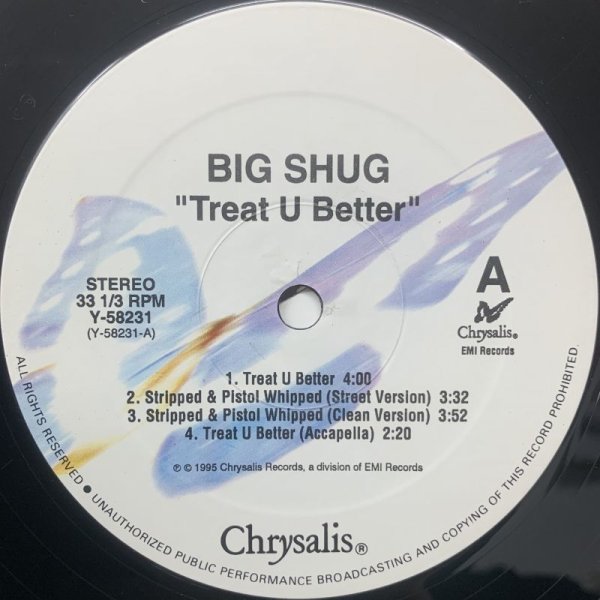 BIG SHUG
"Treat U Better"
STEREO
33 1/3 RPM
Y-58231
(Y-58231-A)
A
Chrysalis®
EMI Records
1. Treat U Better 4:00
2. Stripped & Pistol Whipped (Street Version) 3:32
3. Stripped & Pistol Whipped (Clean Version) 3:52
4. Treat U Better (Accapella) 2:20
℗ © 1995 Chrysalis Records, a division of EMI Records
Chrysalis®
ALL RIGHTS RESERVED ● UNAUTHORIZED PUBLIC PERFORMANCE BROADCASTING AND COPYING OF THIS RECORD PROHIBITED.